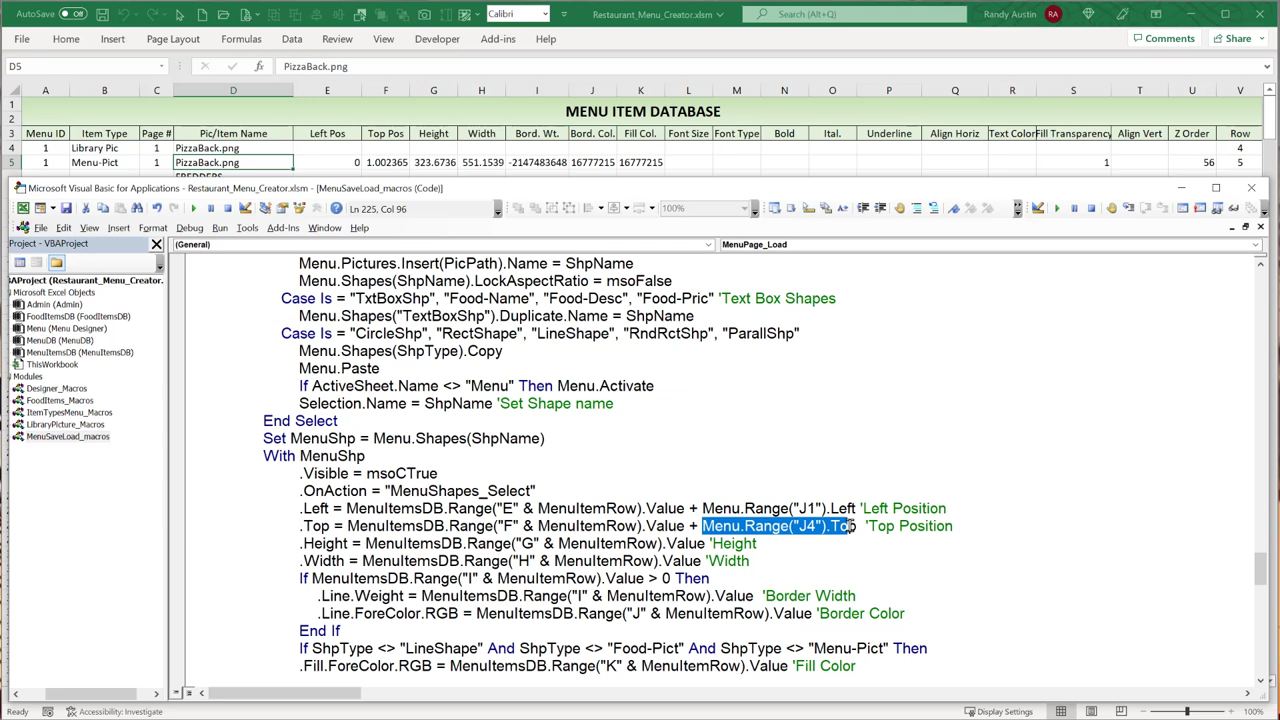 AutoSave Off Calibri Restaurant_Menu_Creator.xlsm Search (Alt+Q) Randy Austin RA
File Home Insert Page Layout Formulas Data Review View Developer Add-ins Help Comments Share
D5 PizzaBack.png
A B C D E F G H I J K L M N O P Q R S T U V
1 MENU ITEM DATABASE
2
3 Menu ID Item Type Page # Pic/Item Name Left Pos Top Pos Height Width Bord. Wt. Bord. Col. Fill Col. Font Size Font Type Bold Ital. Underline Align Horiz Text Color Fill Transparency Align Vert Z Order Row
4 1 Library Pic 1 PizzaBack.png 4
5 1 Menu-Pict 1 PizzaBack.png 0 1.002365 323.6736 551.1539 -2147483648 16777215 16777215 1 56 5
Microsoft Visual Basic for Applications - Restaurant_Menu_Creator.xlsm - [MenuSaveLoad_macros (Code)]
Ln 225, Col 96 100%
File Edit View Insert Format Debug Run Tools Add-Ins Window Help
Project - VBAProject
(General) MenuPage_Load
BAProject (Restaurant_Menu_Creator.
Microsoft Excel Objects
Admin (Admin)
FoodItemsDB (FoodItemsDB)
Menu (Menu Designer)
MenuDB (MenuDB)
MenuItemsDB (MenuItemsDB)
ThisWorkbook
Modules
Designer_Macros
FoodItems_Macros
ItemTypesMenu_Macros
LibraryPicture_Macros
MenuSaveLoad_macros
Menu.Pictures.Insert(PicPath).Name = ShpName
Menu.Shapes(ShpName).LockAspectRatio = msoFalse
Case Is = "TxtBoxShp", "Food-Name", "Food-Desc", "Food-Pric" 'Text Box Shapes
Menu.Shapes("TextBoxShp").Duplicate.Name = ShpName
Case Is = "CircleShp", "RectShape", "LineShape", "RndRctShp", "ParallShp"
Menu.Shapes(ShpType).Copy
Menu.Paste
If ActiveSheet.Name <> "Menu" Then Menu.Activate
Selection.Name = ShpName 'Set Shape name
End Select
Set MenuShp = Menu.Shapes(ShpName)
With MenuShp
.Visible = msoCTrue
.OnAction = "MenuShapes_Select"
.Left = MenuItemsDB.Range("E" & MenuItemRow).Value + Menu.Range("J1").Left 'Left Position
.Top = MenuItemsDB.Range("F" & MenuItemRow).Value + Menu.Range("J4").Top 'Top Position
.Height = MenuItemsDB.Range("G" & MenuItemRow).Value 'Height
.Width = MenuItemsDB.Range("H" & MenuItemRow).Value 'Width
If MenuItemsDB.Range("I" & MenuItemRow).Value > 0 Then
.Line.Weight = MenuItemsDB.Range("I" & MenuItemRow).Value 'Border Width
.Line.ForeColor.RGB = MenuItemsDB.Range("J" & MenuItemRow).Value 'Border Color
End If
If ShpType <> "LineShape" And ShpType <> "Food-Pict" And ShpType <> "Menu-Pict" Then
.Fill.ForeColor.RGB = MenuItemsDB.Range("K" & MenuItemRow).Value 'Fill Color
Ready Accessibility: Investigate Display Settings 100%